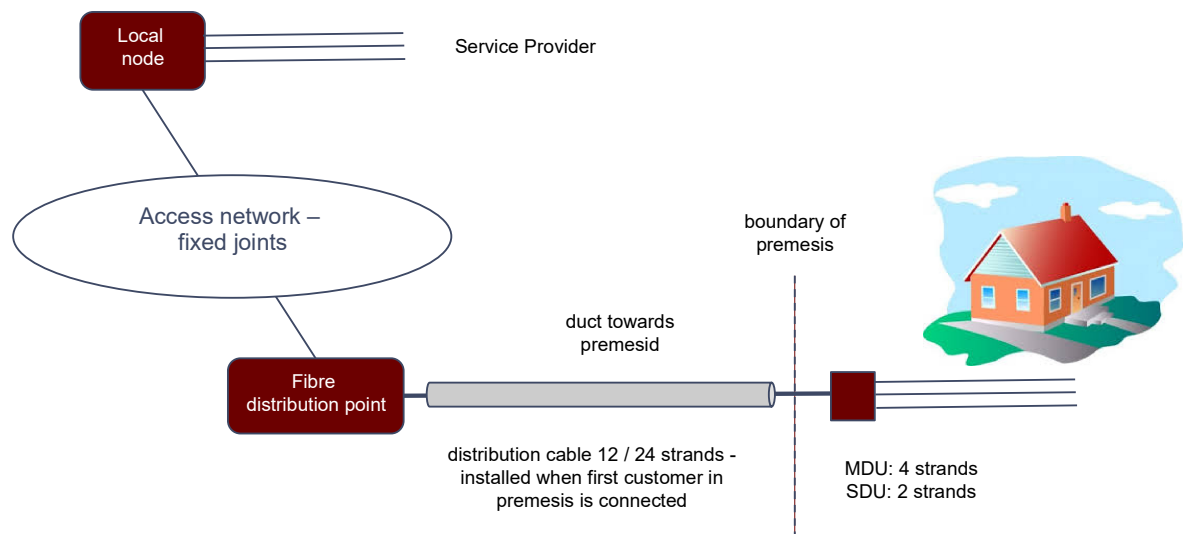 Local
node
Service Provider
Access network –
fixed joints
boundary of
premesis
duct towards
premesid
Fibre
distribution point
distribution cable 12 / 24 strands -
installed when first customer in
premesis is connected
MDU: 4 strands
SDU: 2 strands